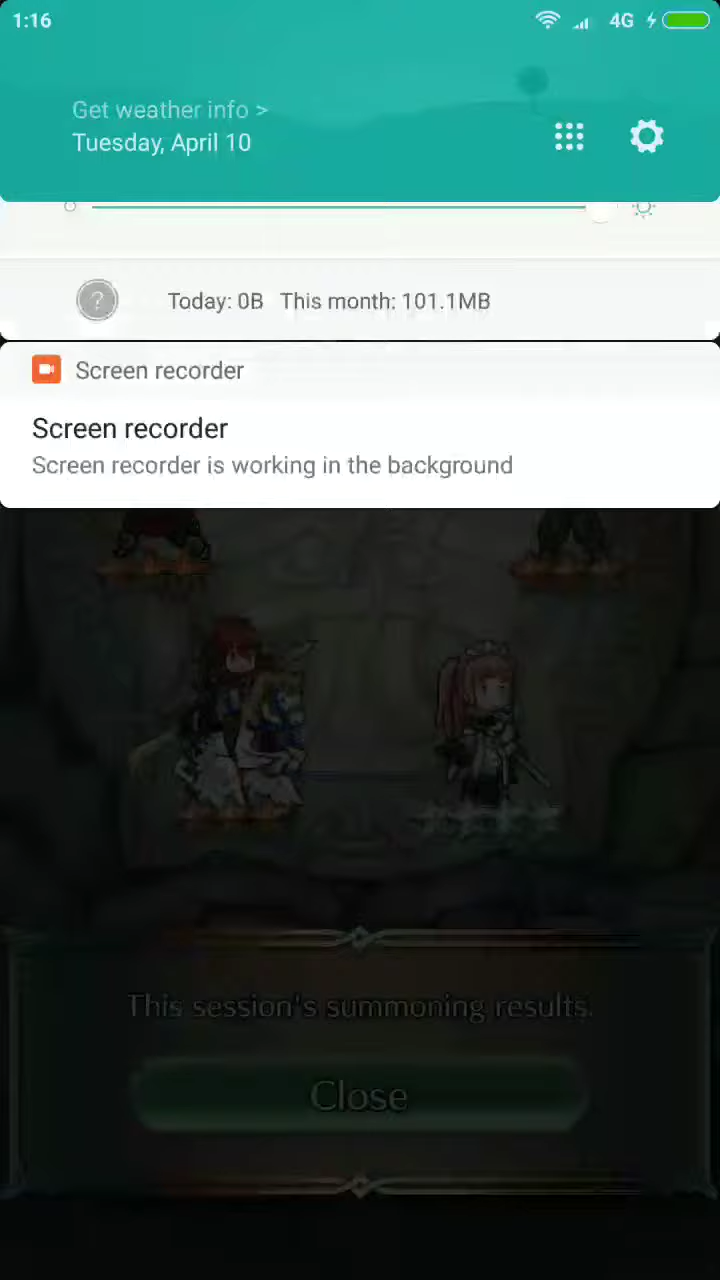 1:16
4G
Get weather info >
Tuesday, April 10
? Today: 0B This month: 101.1MB
Screen recorder
Screen recorder
Screen recorder is working in the background
This session's summoning results.
Close